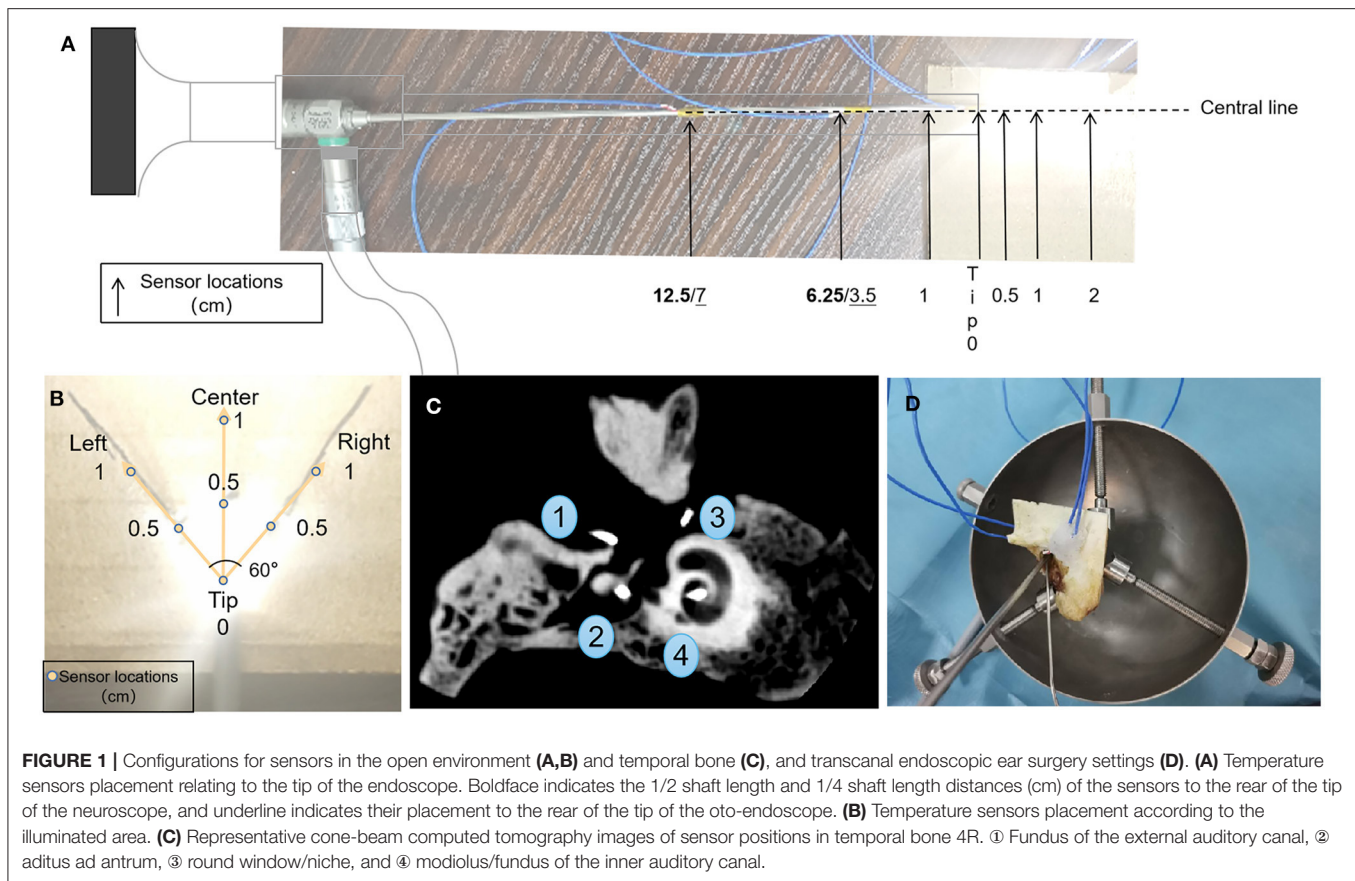 A
Central line
Sensor locations
(cm)
12.5/7
6.25/3.5
1
Tip0
0.5
1
2
B
Center
1
Left
Right
1
1
0.5
0.5
0.5
60°
Tip
0
Sensor locations
(cm)
C
1
3
2
4
D
FIGURE 1 | Configurations for sensors in the open environment (A,B) and temporal bone (C), and transcanal endoscopic ear surgery settings (D). (A) Temperature
sensors placement relating to the tip of the endoscope. Boldface indicates the 1/2 shaft length and 1/4 shaft length distances (cm) of the sensors to the rear of the tip
of the neuroscope, and underline indicates their placement to the rear of the tip of the oto-endoscope. (B) Temperature sensors placement according to the
illuminated area. (C) Representative cone-beam computed tomography images of sensor positions in temporal bone 4R. ① Fundus of the external auditory canal, ②
aditus ad antrum, ③ round window/niche, and ④ modiolus/fundus of the inner auditory canal.